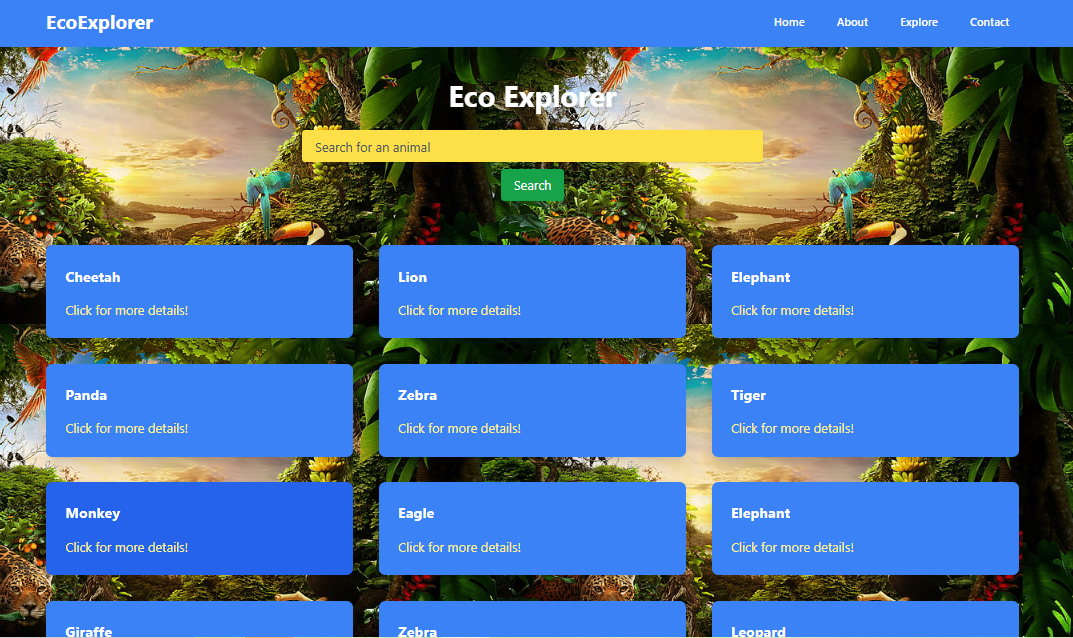 EcoExplorer
Home About Explore Contact
Eco Explorer
Search for an animal
Search
Cheetah
Click for more details!
Lion
Click for more details!
Elephant
Click for more details!
Panda
Click for more details!
Zebra
Click for more details!
Tiger
Click for more details!
Monkey
Click for more details!
Eagle
Click for more details!
Elephant
Click for more details!
Giraffe
Zebra
Leopard